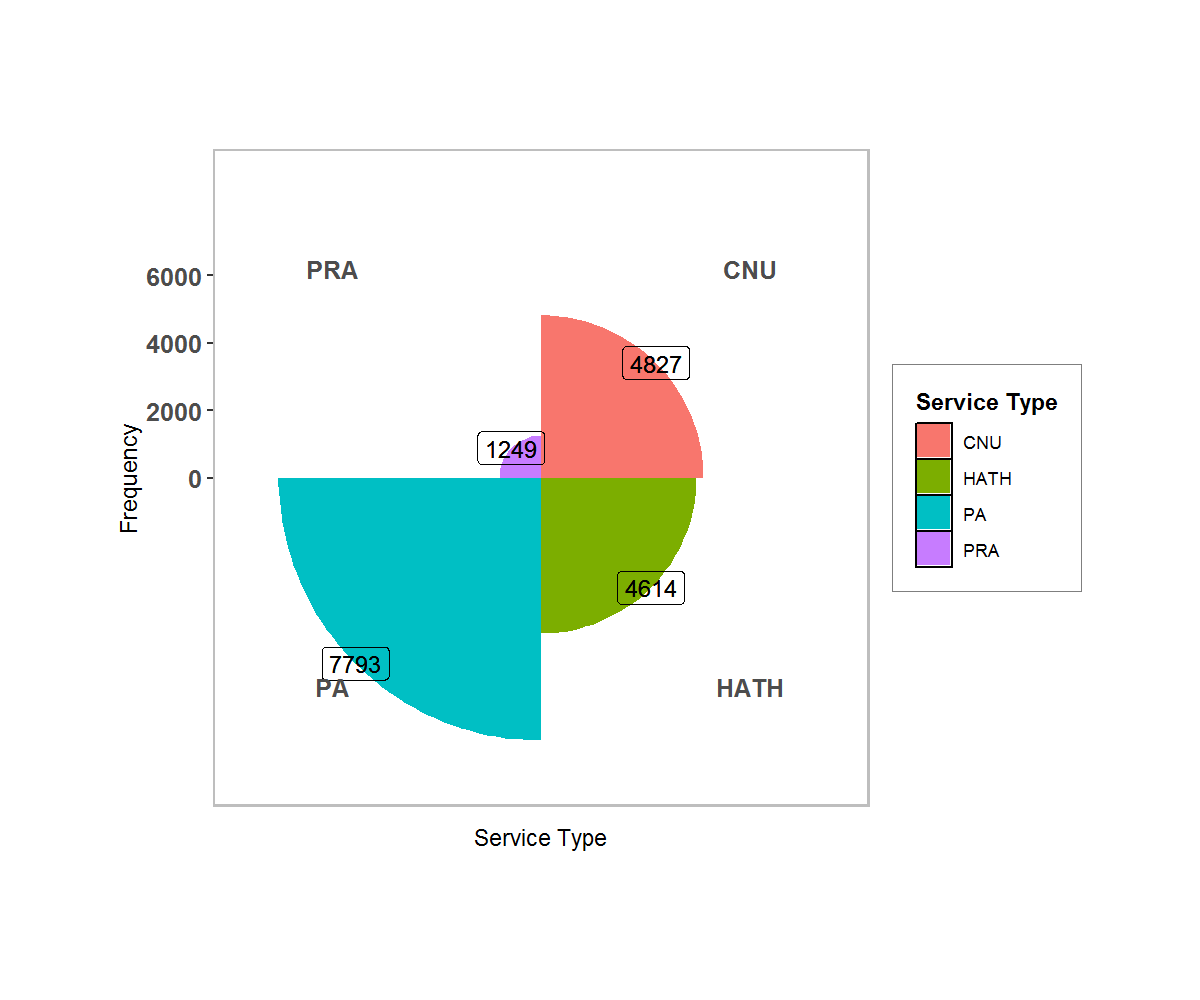 PRA
CNU
6000
4000
2000
0
Frequency
4827
1249
4614
7793
PA
HATH
Service Type
Service Type
CNU
HATH
PA
PRA